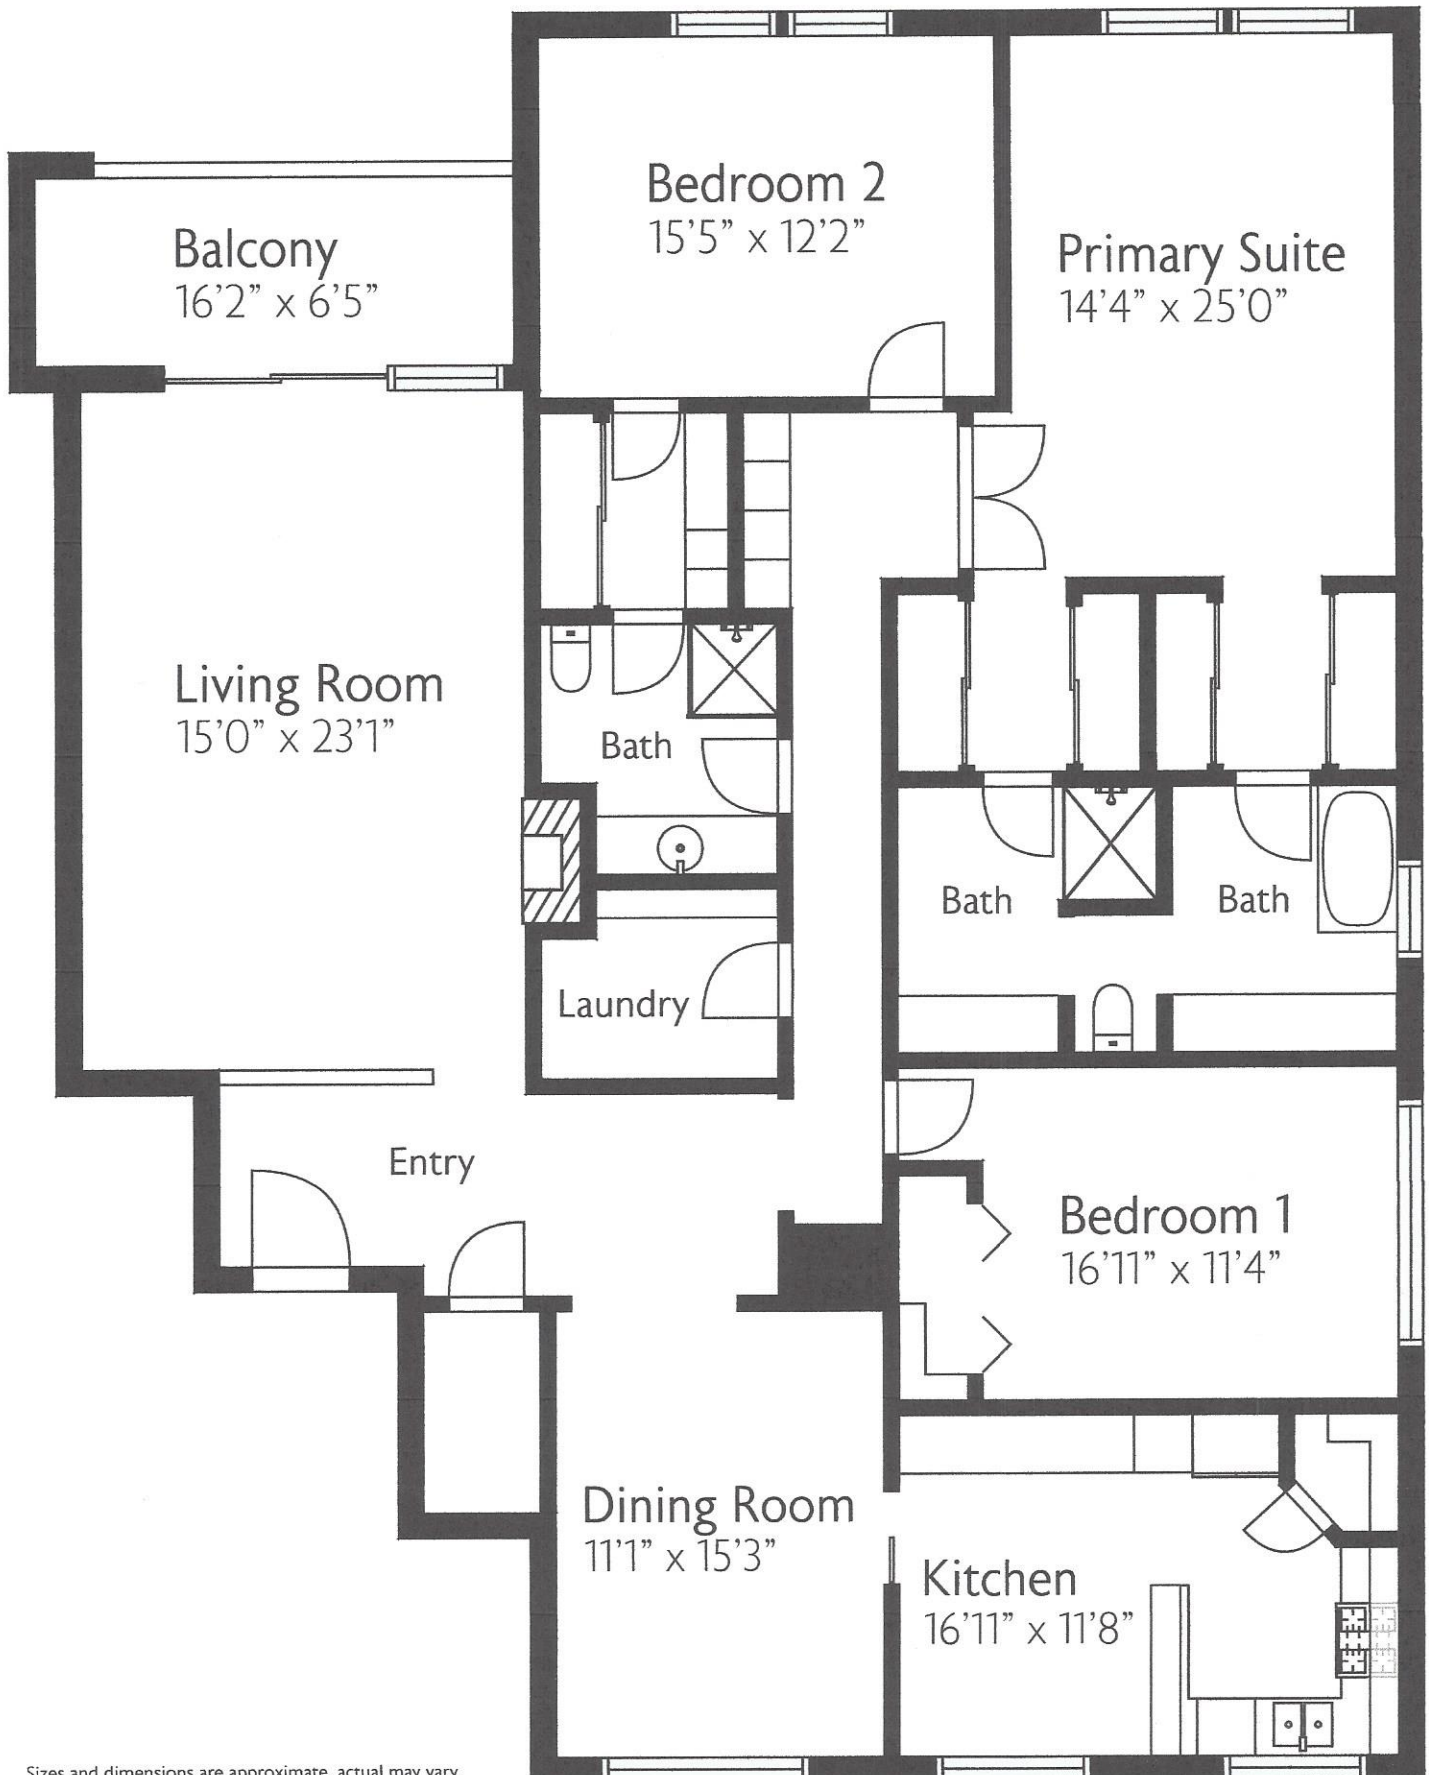 Bedroom 2
15'5" x 12'2"
Balcony
16'2" x 6'5"
Primary Suite
14'4" x 25'0"
Living Room
15'0" x 23'1"
Bath
Bath
Bath
Laundry
Entry
Bedroom 1
16'11" x 11'4"
Dining Room
11'1" x 15'3"
Kitchen
16'11" x 11'8"
Sizes and dimensions are approximate, actual may vary.